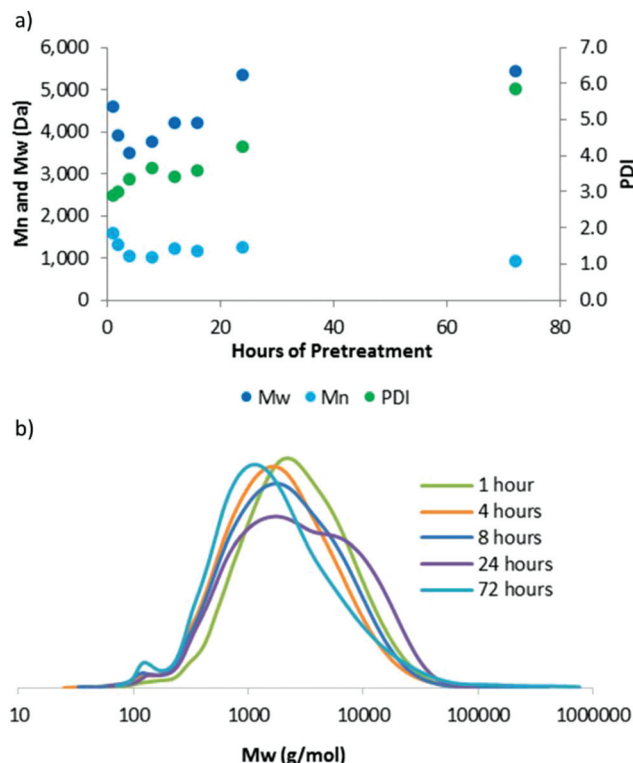 a)
6,000
5,000
4,000
3,000
2,000
1,000
0
Mn and Mw (Da)
7.0
6.0
5.0
4.0
3.0
2.0
1.0
0.0
PDI
0 20 40 60 80
Hours of Pretreatment
Mw Mn PDI
b)
1 hour
4 hours
8 hours
24 hours
72 hours
10 100 1000 10000 100000 1000000
Mw (g/mol)